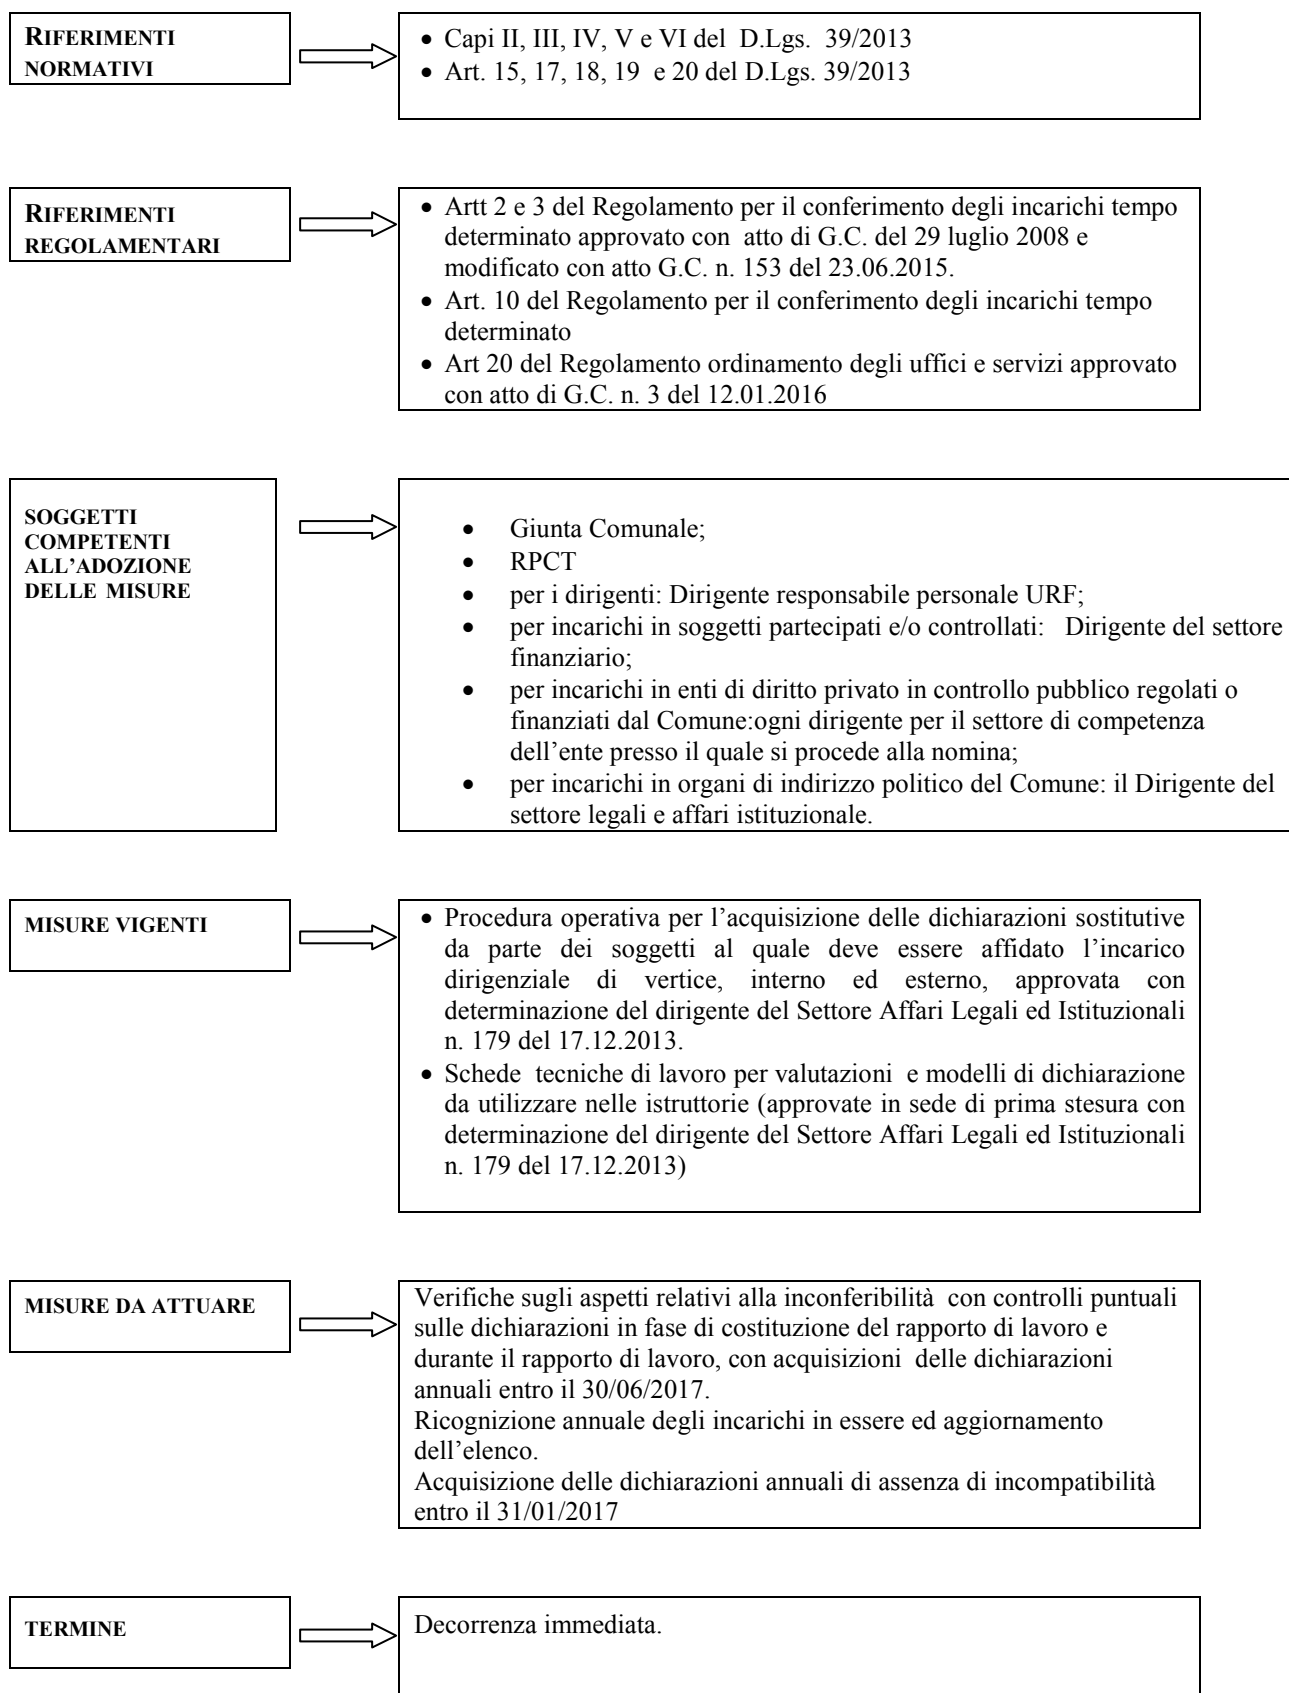 RIFERIMENTI
NORMATIVI
• Capi II, III, IV, V e VI del D.Lgs. 39/2013
• Art. 15, 17, 18, 19 e 20 del D.Lgs. 39/2013
RIFERIMENTI
REGOLAMENTARI
• Artt 2 e 3 del Regolamento per il conferimento degli incarichi tempo
determinato approvato con atto di G.C. del 29 luglio 2008 e
modificato con atto G.C. n. 153 del 23.06.2015.
• Art. 10 del Regolamento per il conferimento degli incarichi tempo
determinato
• Art 20 del Regolamento ordinamento degli uffici e servizi approvato
con atto di G.C. n. 3 del 12.01.2016
SOGGETTI
COMPETENTI
ALL’ADOZIONE
DELLE MISURE
• Giunta Comunale;
• RPCT
• per i dirigenti: Dirigente responsabile personale URF;
• per incarichi in soggetti partecipati e/o controllati: Dirigente del settore
finanziario;
• per incarichi in enti di diritto privato in controllo pubblico regolati o
finanziati dal Comune:ogni dirigente per il settore di competenza
dell’ente presso il quale si procede alla nomina;
• per incarichi in organi di indirizzo politico del Comune: il Dirigente del
settore legali e affari istituzionale.
MISURE VIGENTI
• Procedura operativa per l’acquisizione delle dichiarazioni sostitutive
da parte dei soggetti al quale deve essere affidato l’incarico
dirigenziale di vertice, interno ed esterno, approvata con
determinazione del dirigente del Settore Affari Legali ed Istituzionali
n. 179 del 17.12.2013.
• Schede tecniche di lavoro per valutazioni e modelli di dichiarazione
da utilizzare nelle istruttorie (approvate in sede di prima stesura con
determinazione del dirigente del Settore Affari Legali ed Istituzionali
n. 179 del 17.12.2013)
MISURE DA ATTUARE
Verifiche sugli aspetti relativi alla inconferibilità con controlli puntuali
sulle dichiarazioni in fase di costituzione del rapporto di lavoro e
durante il rapporto di lavoro, con acquisizioni delle dichiarazioni
annuali entro il 30/06/2017.
Ricognizione annuale degli incarichi in essere ed aggiornamento
dell’elenco.
Acquisizione delle dichiarazioni annuali di assenza di incompatibilità
entro il 31/01/2017
TERMINE
Decorrenza immediata.